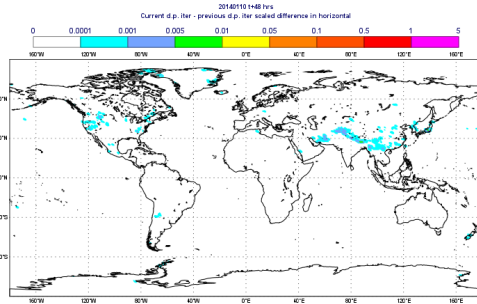 20140110 t+48 hrs
Current d.p. iter - previous d.p. iter scaled difference in horizontal
0 0.0001 0.001 0.005 0.01 0.05 0.1 0.5 1 5
160°W 120°W 80°W 40°W 0° 40°E 80°E 120°E 160°E